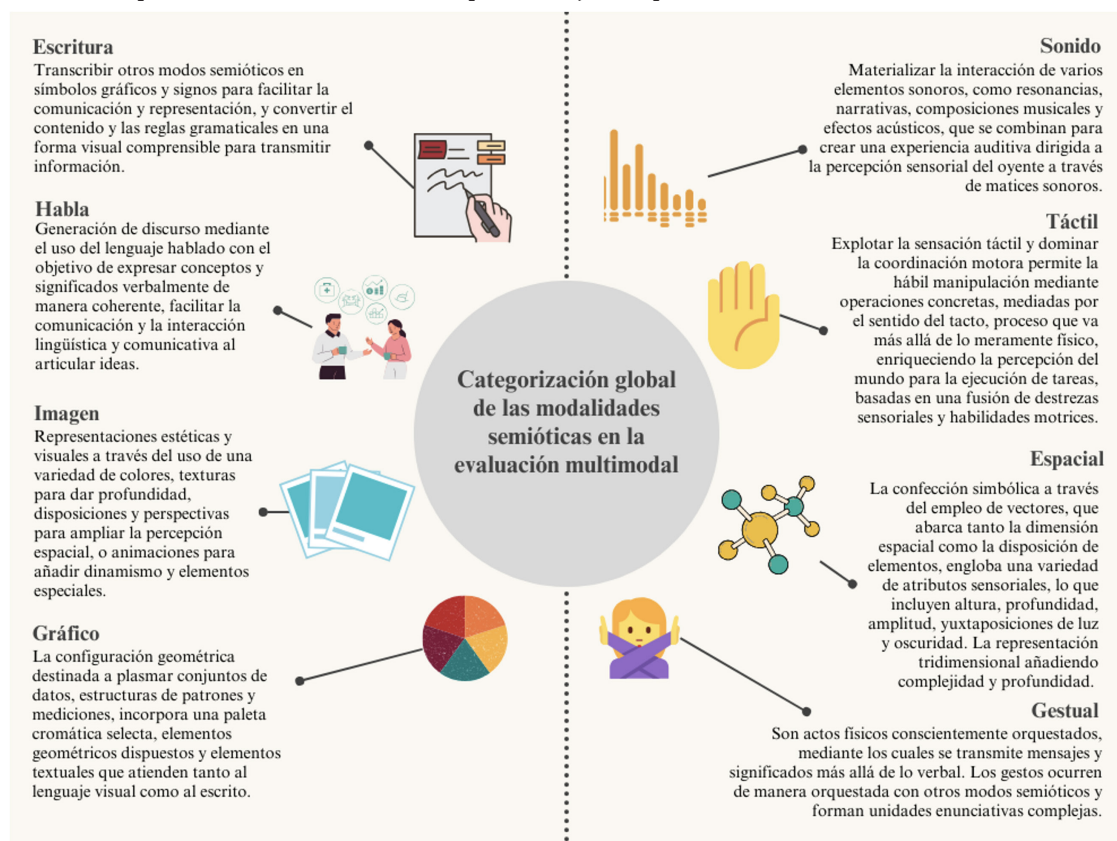 Escritura
Transcribir otros modos semióticos en
símbolos gráficos y signos para facilitar la
comunicación y representación, y convertir el
contenido y las reglas gramaticales en una
forma visual comprensible para transmitir
información.
Habla
Generación de discurso mediante
el uso del lenguaje hablado con el
objetivo de expresar conceptos y
significados verbalmente de
manera coherente, facilitar la
comunicación y la interacción
lingüística y comunicativa al
articular ideas.
Imagen
Representaciones estéticas y
visuales a través del uso de una
variedad de colores, texturas
para dar profundidad,
disposiciones y perspectivas
para ampliar la percepción
espacial, o animaciones para
añadir dinamismo y elementos
especiales.
Gráfico
La configuración geométrica
destinada a plasmar conjuntos de
datos, estructuras de patrones y
mediciones, incorpora una paleta
cromática selecta, elementos
geométricos dispuestos y elementos
textuales que atienden tanto al
lenguaje visual como al escrito.
Categorización global
de las modalidades
semióticas en la
evaluación multimodal
Sonido
Materializar la interacción de varios
elementos sonoros, como resonancias,
narrativas, composiciones musicales y
efectos acústicos, que se combinan para
crear una experiencia auditiva dirigida a
la percepción sensorial del oyente a través
de matices sonoros.
Táctil
Explotar la sensación táctil y dominar
la coordinación motora permite la
hábil manipulación mediante
operaciones concretas, mediadas por
el sentido del tacto, proceso que va
más allá de lo meramente físico,
enriqueciendo la percepción del
mundo para la ejecución de tareas,
basadas en una fusión de destrezas
sensoriales y habilidades motrices.
Espacial
La confección simbólica a través
del empleo de vectores, que
abarca tanto la dimensión
espacial como la disposición de
elementos, engloba una variedad
de atributos sensoriales, lo que
incluyen altura, profundidad,
amplitud, yuxtaposiciones de luz
y oscuridad. La representación
tridimensional añadiendo
complejidad y profundidad.
Gestual
Son actos físicos conscientemente orquestados,
mediante los cuales se transmite mensajes y
significados más allá de lo verbal. Los gestos ocurren
de manera orquestada con otros modos semióticos y
forman unidades enunciativas complejas.